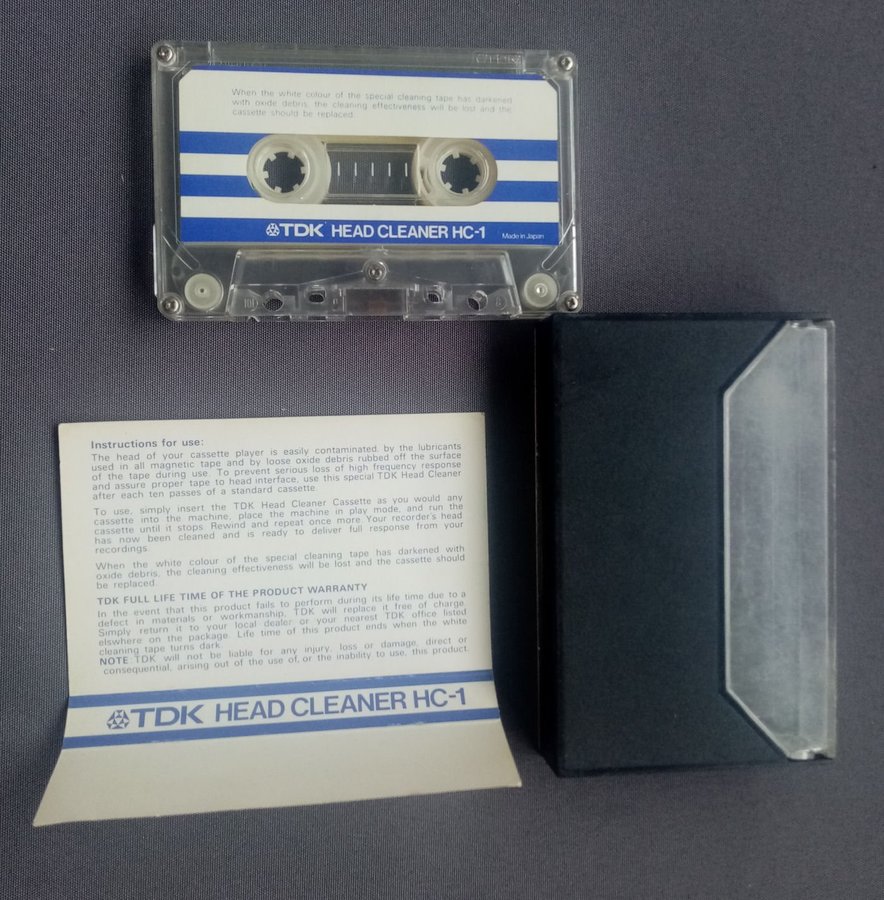 When the white colour of the special cleaning tape has darkened
with oxide debris, the cleaning effectiveness will be lost and the
cassette should be replaced.
TDK HEAD CLEANER HC-1 Made in Japan
Instructions for use:
The head of your cassette player is easily contaminated, by the lubricants
used in all magnetic tape and by loose oxide debris rubbed off the surface
of the tape during use. To prevent serious loss of high frequency response
and assure proper tape to head interface, use this special TDK Head Cleaner
after each ten passes of a standard cassette.
To use, simply insert the TDK Head Cleaner Cassette as you would any
cassette into the machine, place the machine in play mode, and run the
cassette until it stops. Rewind and repeat once more. Your recorder's head
has now been cleaned and is ready to deliver full response from your
recordings.
When the white colour of the special cleaning tape has darkened with
oxide debris, the cleaning effectiveness will be lost and the cassette should
be replaced.
TDK FULL LIFE TIME OF THE PRODUCT WARRANTY
In the event that this product fails to perform during its life time due to a
defect in materials or workmanship, TDK will replace it free of charge.
Simply return it to your local dealer or your nearest TDK office listed
elswhere on the package. Life time of this product ends when the white
cleaning tape turns dark.
NOTE: TDK will not be liable for any injury, loss or damage, direct or
consequential, arising out of the use of, or the inability to use, this product.
TDK HEAD CLEANER HC-1